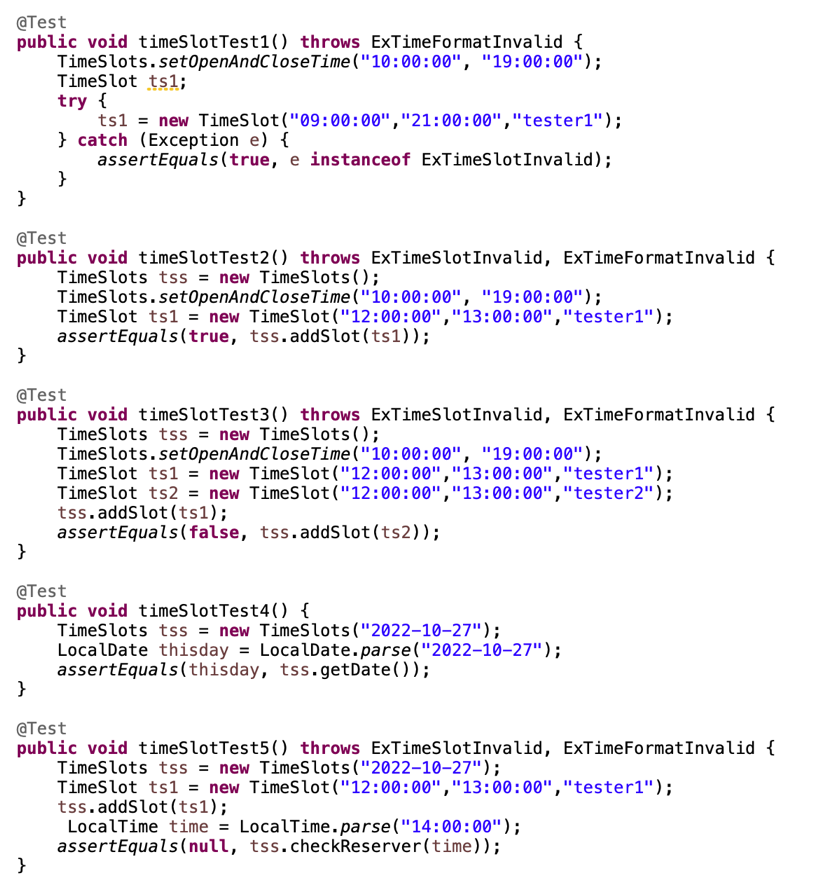 @Test
public void timeSlotTest1() throws ExTimeFormatInvalid {
    TimeSlots.setOpenAndCloseTime("10:00:00", "19:00:00");
    TimeSlot ts1;
    try {
        ts1 = new TimeSlot("09:00:00","21:00:00","tester1");
    } catch (Exception e) {
        assertEquals(true, e instanceof ExTimeSlotInvalid);
    }
}
@Test
public void timeSlotTest2() throws ExTimeSlotInvalid, ExTimeFormatInvalid {
    TimeSlots tss = new TimeSlots();
    TimeSlots.setOpenAndCloseTime("10:00:00", "19:00:00");
    TimeSlot ts1 = new TimeSlot("12:00:00","13:00:00","tester1");
    assertEquals(true, tss.addSlot(ts1));
}
@Test
public void timeSlotTest3() throws ExTimeSlotInvalid, ExTimeFormatInvalid {
    TimeSlots tss = new TimeSlots();
    TimeSlots.setOpenAndCloseTime("10:00:00", "19:00:00");
    TimeSlot ts1 = new TimeSlot("12:00:00","13:00:00","tester1");
    TimeSlot ts2 = new TimeSlot("12:00:00","13:00:00","tester2");
    tss.addSlot(ts1);
    assertEquals(false, tss.addSlot(ts2));
}
@Test
public void timeSlotTest4() {
    TimeSlots tss = new TimeSlots("2022-10-27");
    LocalDate thisday = LocalDate.parse("2022-10-27");
    assertEquals(thisday, tss.getDate());
}
@Test
public void timeSlotTest5() throws ExTimeSlotInvalid, ExTimeFormatInvalid {
    TimeSlots tss = new TimeSlots("2022-10-27");
    TimeSlot ts1 = new TimeSlot("12:00:00","13:00:00","tester1");
    tss.addSlot(ts1);
     LocalTime time = LocalTime.parse("14:00:00");
    assertEquals(null, tss.checkReserver(time));
}